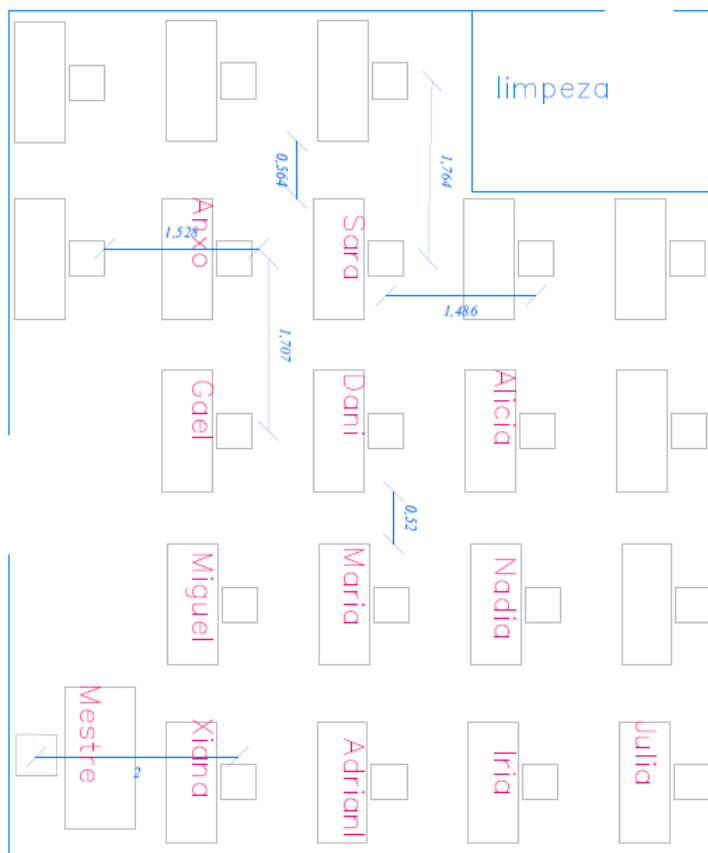 limpeza
0,564
1,764
Anxo
Sara
1,528
1,486
1,707
Gael
Dani
Alicia
0,52
Miguel
Maria
Nadia
Mestre
Xiana
Adrianl
Iria
Julia
2